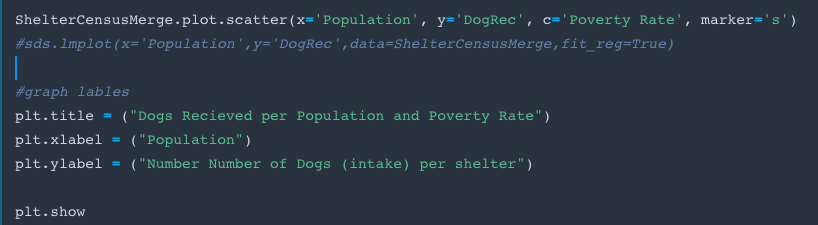 ShelterCensusMerge.plot.scatter(x='Population', y='DogRec', c='Poverty Rate', marker='s')
#sds.lmplot(x='Population',y='DogRec',data=ShelterCensusMerge,fit_reg=True)
#graph lables
plt.title = ("Dogs Recieved per Population and Poverty Rate")
plt.xlabel = ("Population")
plt.ylabel = ("Number Number of Dogs (intake) per shelter")
plt.show